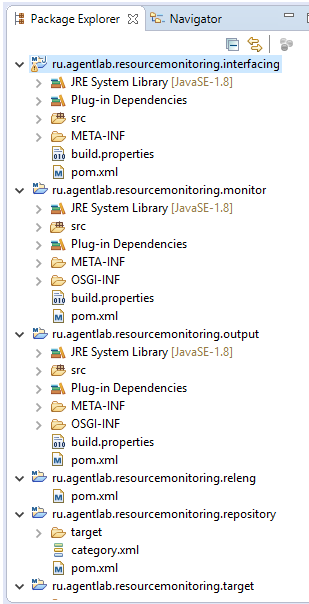 Package Explorer Navigator
ru.agentlab.resourcemonitoring.interfacing
JRE System Library [JavaSE-1.8]
Plug-in Dependencies
src
META-INF
build.properties
pom.xml
ru.agentlab.resourcemonitoring.monitor
JRE System Library [JavaSE-1.8]
src
Plug-in Dependencies
META-INF
OSGI-INF
build.properties
pom.xml
ru.agentlab.resourcemonitoring.output
JRE System Library [JavaSE-1.8]
src
Plug-in Dependencies
META-INF
OSGI-INF
build.properties
pom.xml
ru.agentlab.resourcemonitoring.releng
pom.xml
ru.agentlab.resourcemonitoring.repository
target
category.xml
pom.xml
ru.agentlab.resourcemonitoring.target